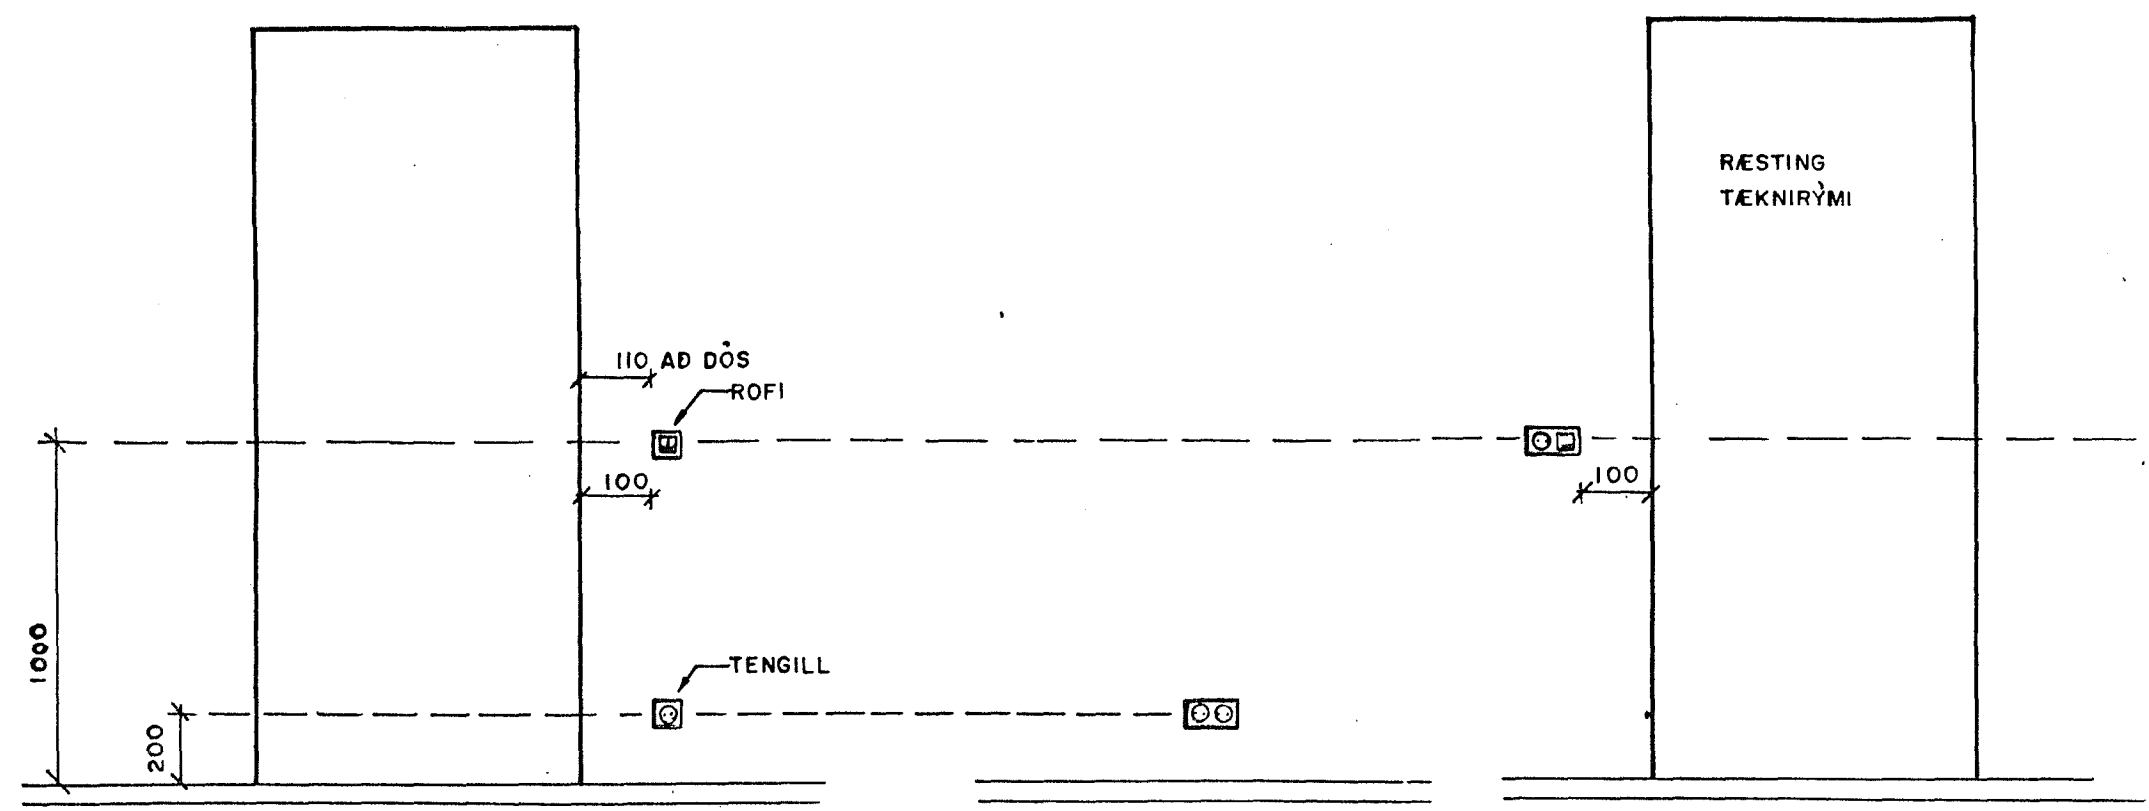 RÆSTING
TÆKNIRÝMI
110 AÐ DÓS
ROFI
100
100
1000
TENGILL
200